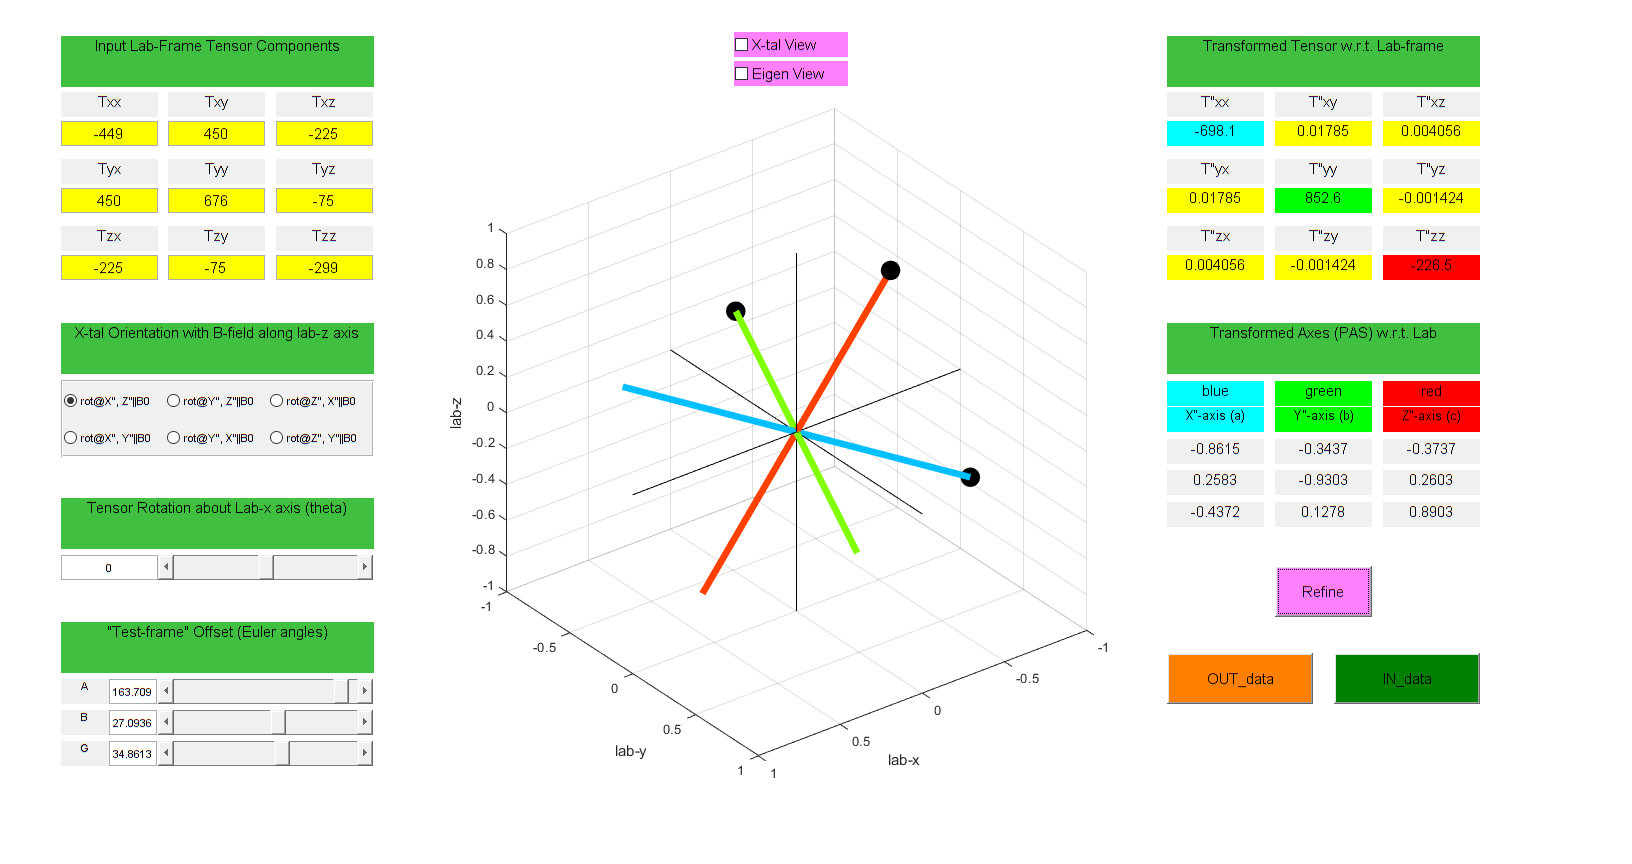 Input Lab-Frame Tensor Components
Txx Txy Txz
-449 450 -225
Tyx Tyy Tyz
450 676 -75
Tzx Tzy Tzz
-225 -75 -299
X-tal Orientation with B-field along lab-z axis
rot@X", Z"||B0 rot@Y", Z"||B0 rot@Z", X"||B0
rot@X", Y"||B0 rot@Y", X"||B0 rot@Z", Y"||B0
Tensor Rotation about Lab-x axis (theta)
0
"Test-frame" Offset (Euler angles)
A 163.709
B 27.0936
G 34.8613
X-tal View
Eigen View
1
0.8
0.6
0.4
0.2
0
-0.2
-0.4
-0.6
-0.8
-1
lab-z
-1
-0.5
0
0.5
1
lab-y
1
0.5
0
-0.5
-1
lab-x
Transformed Tensor w.r.t. Lab-frame
T"xx T"xy T"xz
-698.1 0.01785 0.004056
T"yx T"yy T"yz
0.01785 852.6 -0.001424
T"zx T"zy T"zz
0.004056 -0.001424 -226.5
Transformed Axes (PAS) w.r.t. Lab
blue green red
X"-axis (a) Y"-axis (b) Z"-axis (c)
-0.8615 -0.3437 -0.3737
0.2583 -0.9303 0.2603
-0.4372 0.1278 0.8903
Refine
OUT_data IN_data